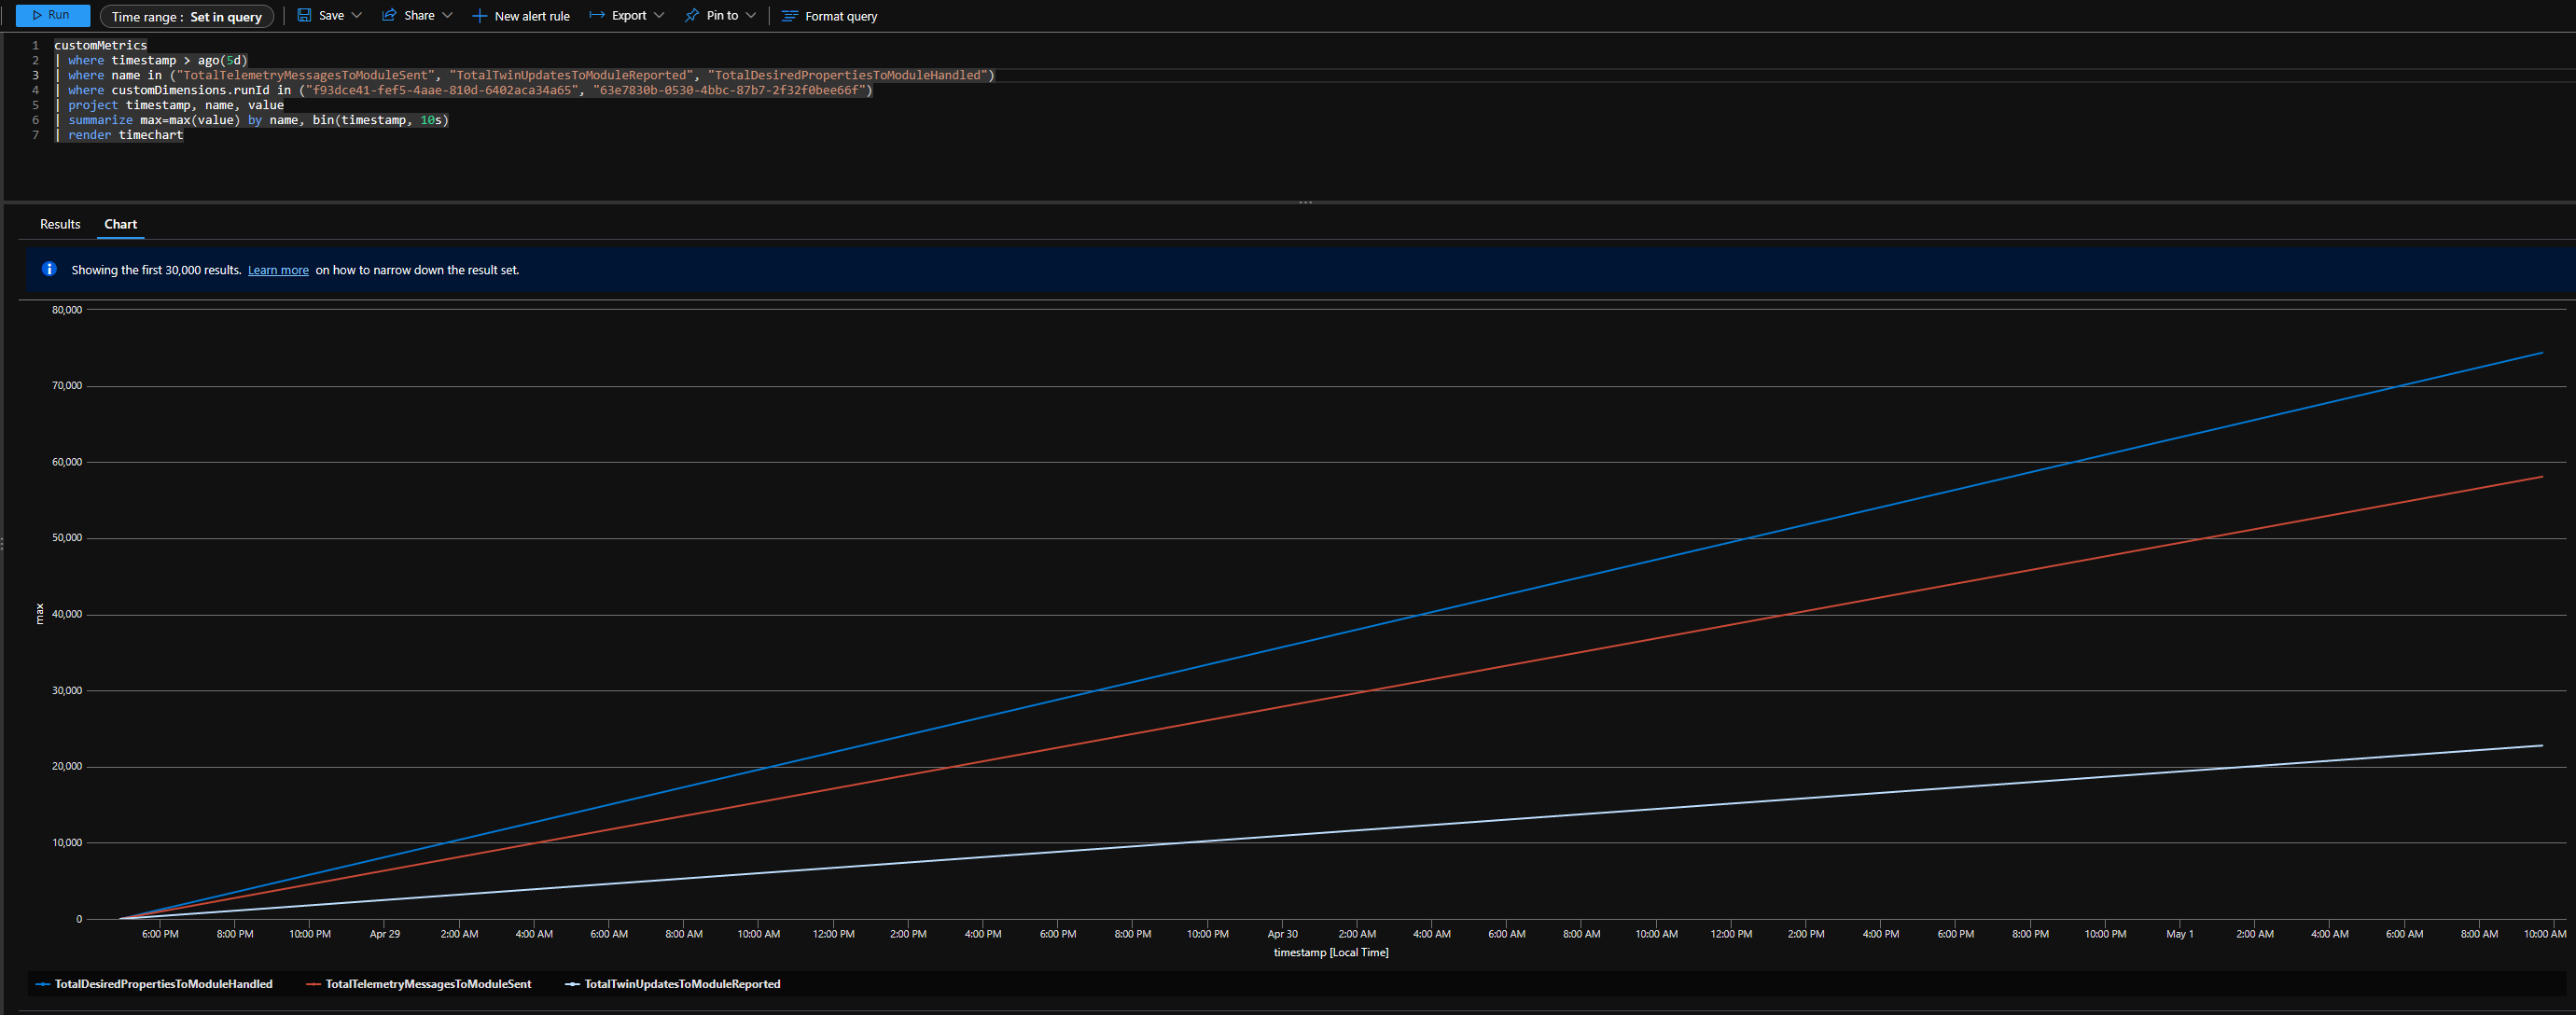 Run Time range : Set in query Save Share New alert rule Export Pin to Format query
1 customMetrics
2 | where timestamp > ago(5d)
3 | where name in ("TotalTelemetryMessagesToModuleSent", "TotalTwinUpdatesToModuleReported", "TotalDesiredPropertiesToModuleHandled")
4 | where customDimensions.runId in ("f93dce41-fef5-4aae-810d-6402aca34a65", "63e7830b-0530-4bbc-87b7-2f32f0bee66f")
5 | project timestamp, name, value
6 | summarize max=max(value) by name, bin(timestamp, 10s)
7 | render timechart
Results Chart
Showing the first 30,000 results. Learn more on how to narrow down the result set.
80,000
70,000
60,000
50,000
40,000
30,000
20,000
10,000
0
max
6:00 PM 8:00 PM 10:00 PM Apr 29 2:00 AM 4:00 AM 6:00 AM 8:00 AM 10:00 AM 12:00 PM 2:00 PM 4:00 PM 6:00 PM 8:00 PM 10:00 PM Apr 30 2:00 AM 4:00 AM 6:00 AM 8:00 AM 10:00 AM 12:00 PM 2:00 PM 4:00 PM 6:00 PM 8:00 PM 10:00 PM May 1 2:00 AM 4:00 AM 6:00 AM 8:00 AM 10:00 AM
timestamp [Local Time]
TotalDesiredPropertiesToModuleHandled TotalTelemetryMessagesToModuleSent TotalTwinUpdatesToModuleReported